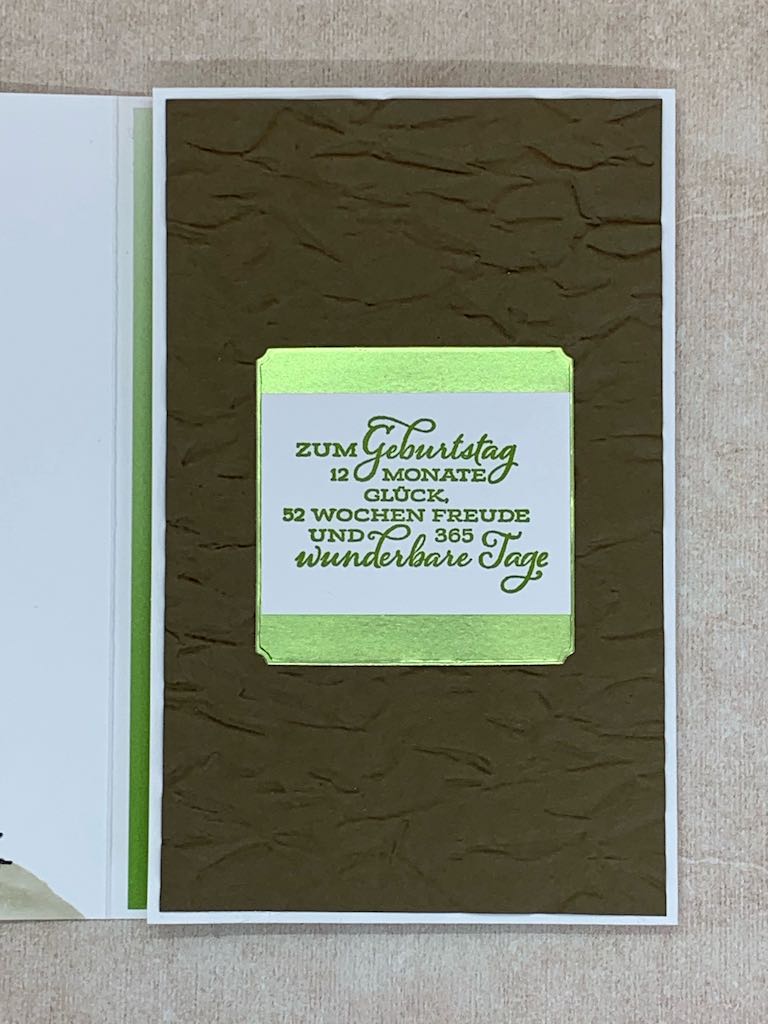 ZUM Geburtstag
12 MONATE
GLÜCK,
52 WOCHEN FREUDE
UND 365
wunderbare Tage